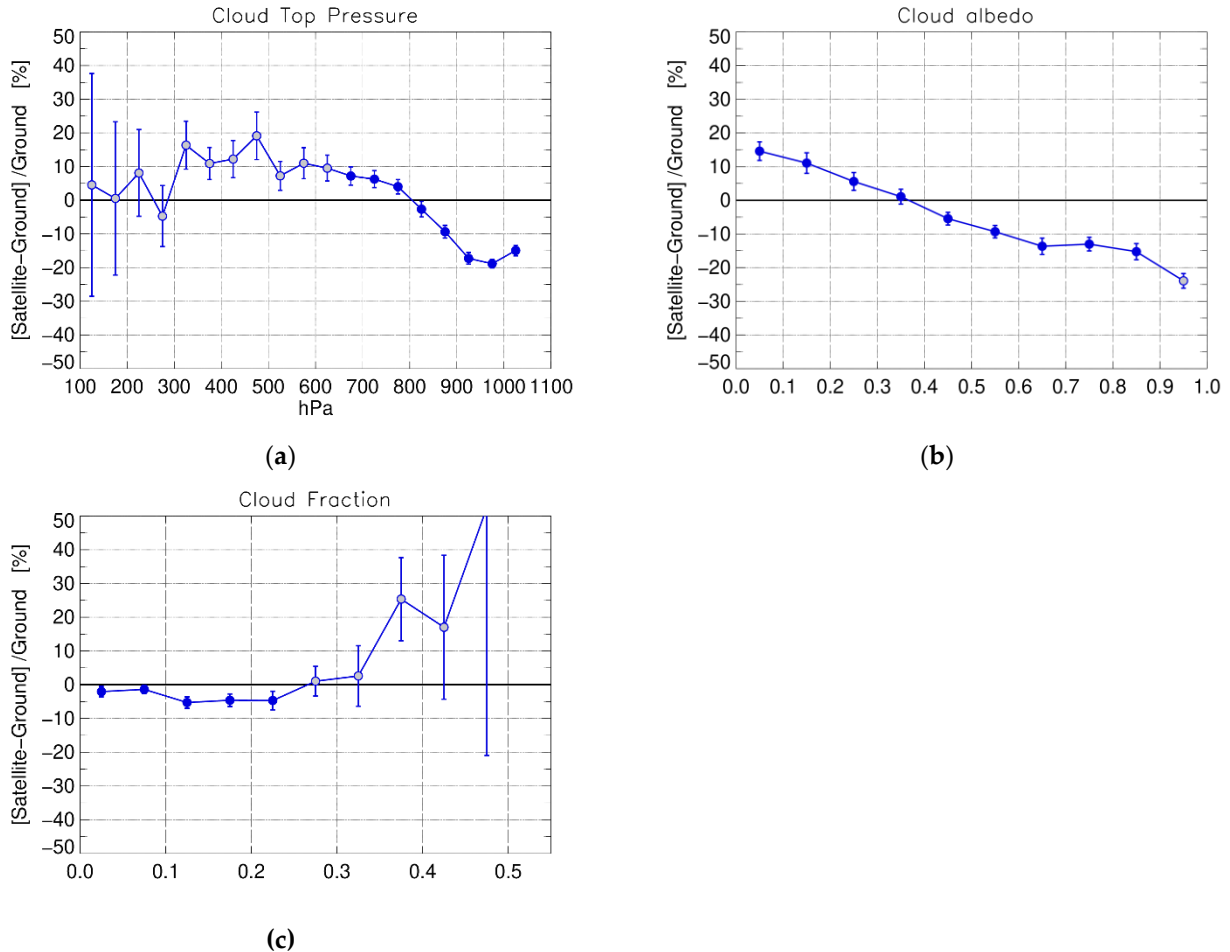 Cloud Top Pressure
[Satellite-Ground]/Ground [%]
50
40
30
20
10
0
-10
-20
-30
-40
-50
100 200 300 400 500 600 700 800 900 1000 1100
hPa
(a)
Cloud albedo
[Satellite-Ground]/Ground [%]
50
40
30
20
10
0
-10
-20
-30
-40
-50
0.0 0.1 0.2 0.3 0.4 0.5 0.6 0.7 0.8 0.9 1.0
(b)
Cloud Fraction
[Satellite-Ground]/Ground [%]
50
40
30
20
10
0
-10
-20
-30
-40
-50
0.0 0.1 0.2 0.3 0.4 0.5
(c)